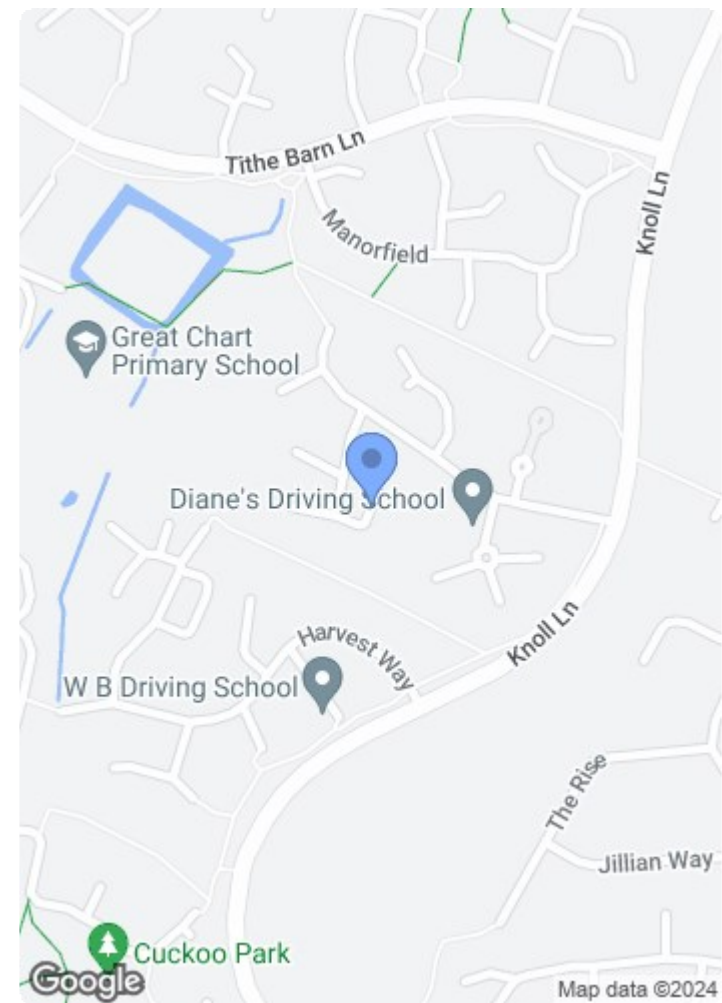 Tithe Barn Ln
Knoll Ln
Manorfield
Great Chart
Primary School
Diane's Driving School
Harvest Way
Knoll Ln
W B Driving School
The Rise
Jillian Way
Cuckoo Park
Google
Map data ©2024